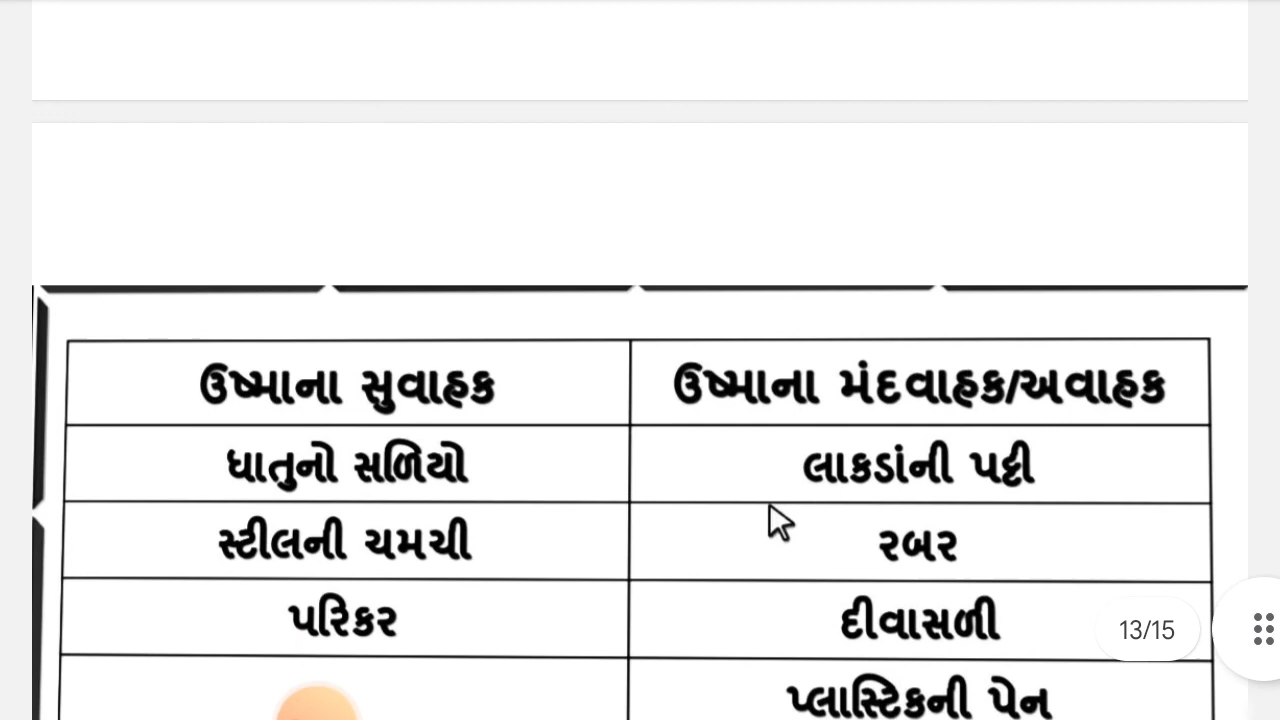 ઉષ્માના સુવાહક ઉષ્માના મંદવાહક/અવાહક
ધાતુનો સળિયો લાકડાંની પટ્ટી
સ્ટીલની ચમચી રબર
પરિકર દીવાસળી
13/15
પ્લાસ્ટિકની પેન